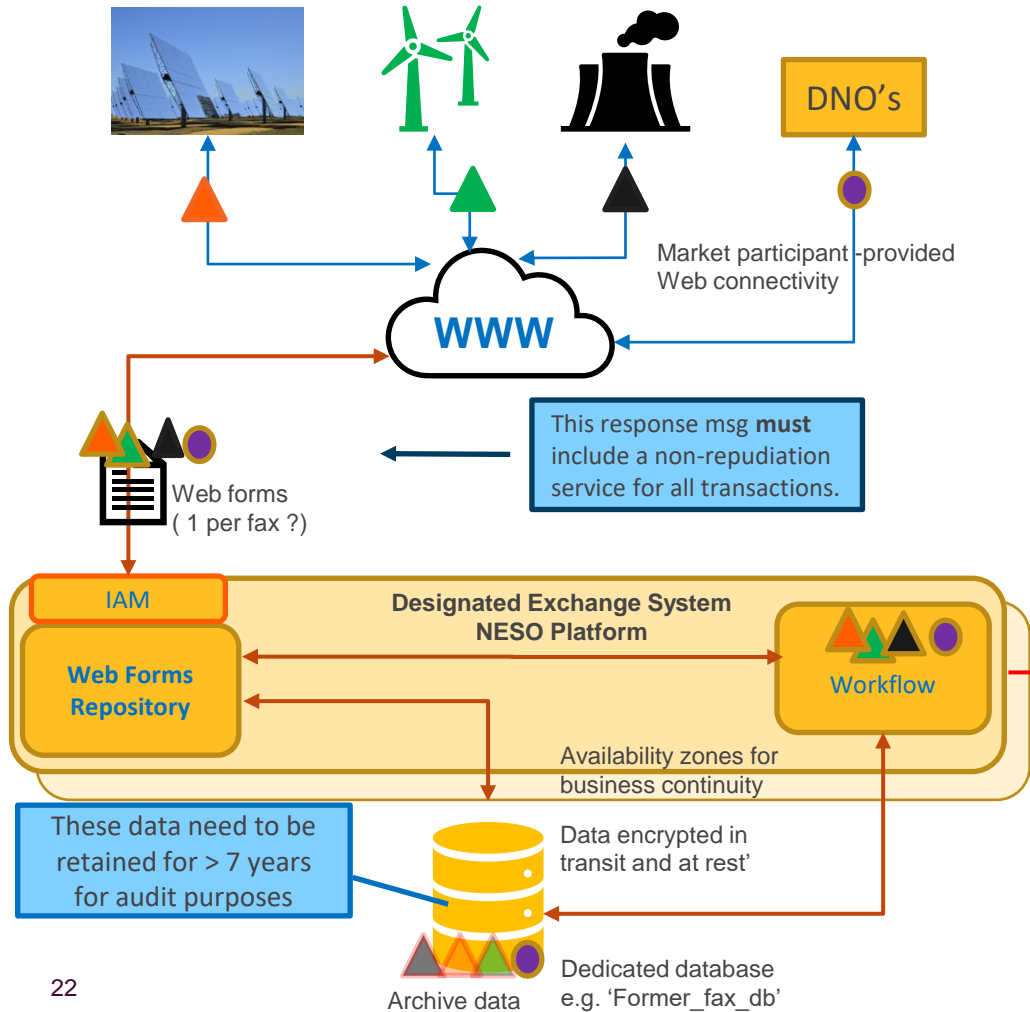 DNO's
Market participant -provided
Web connectivity
WWW
This response msg must
include a non-repudiation
service for all transactions.
Web forms
( 1 per fax ?)
IAM
Designated Exchange System
NESO Platform
Web Forms
Repository
Workflow
Availability zones for
business continuity
These data need to be
retained for > 7 years
for audit purposes
Data encrypted in
transit and at rest’
Dedicated database
e.g. ‘Former_fax_db’
Archive data
22